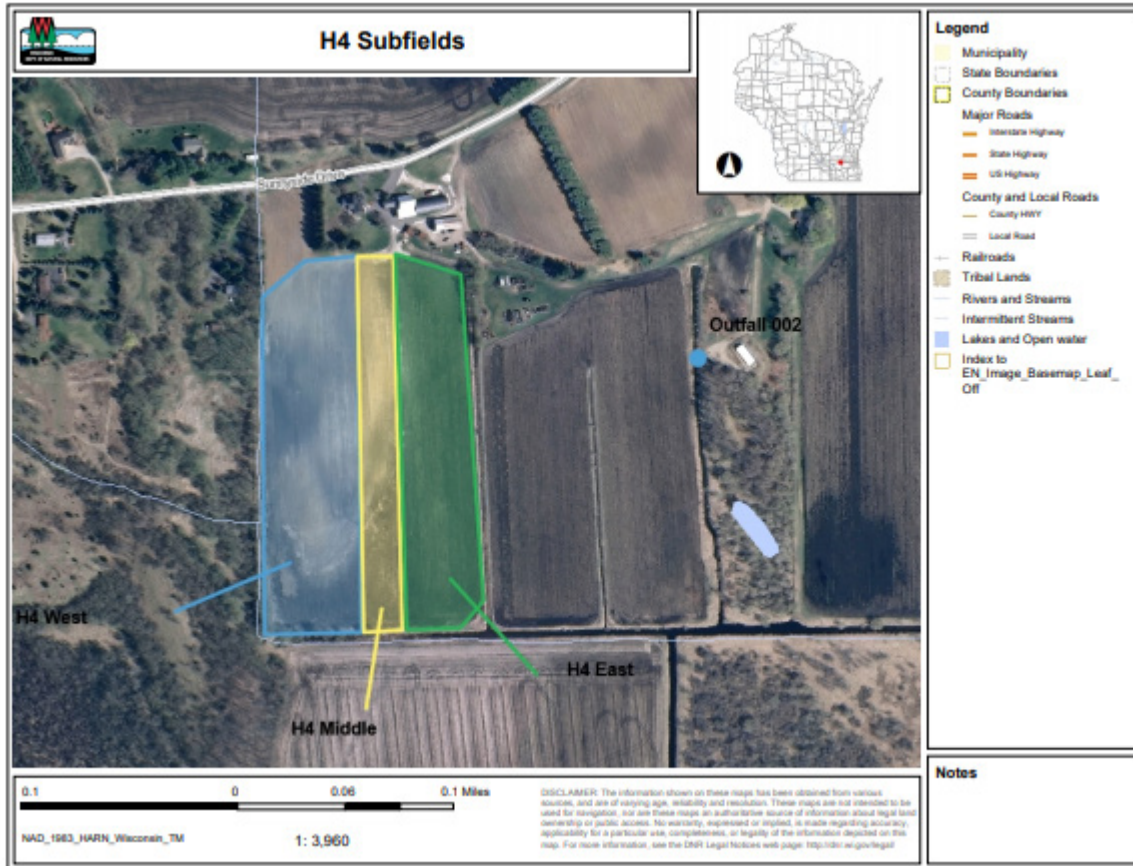 WISCONSIN
DEPT. OF NATURAL RESOURCES
H4 Subfields
Legend
Municipality
State Boundaries
County Boundaries
Major Roads
Interstate Highway
State Highway
US Highway
County and Local Roads
County HWY
Local Road
Railroads
Tribal Lands
Rivers and Streams
Intermittent Streams
Lakes and Open water
Index to
EN_Image_Basemap_Leaf_
Off
Sunnyside Drive
Outfall 002
H4 West
H4 East
H4 Middle
0.1
0
0.06
0.1 Miles
NAD_1983_HARN_Wisconsin_TM
1: 3,960
DISCLAIMER: The information shown on these maps has been obtained from various
sources, and are of varying age, reliability and resolution. These maps are not intended to be
used for navigation, nor are these maps an authoritative source of information about legal land
ownership or public access. No warranty, expressed or implied, is made regarding accuracy,
applicability for a particular use, completeness, or legality of the information depicted on this
map. For more information, see the DNR Legal Notices web page: http://dnr.wi.gov/legal/
Notes